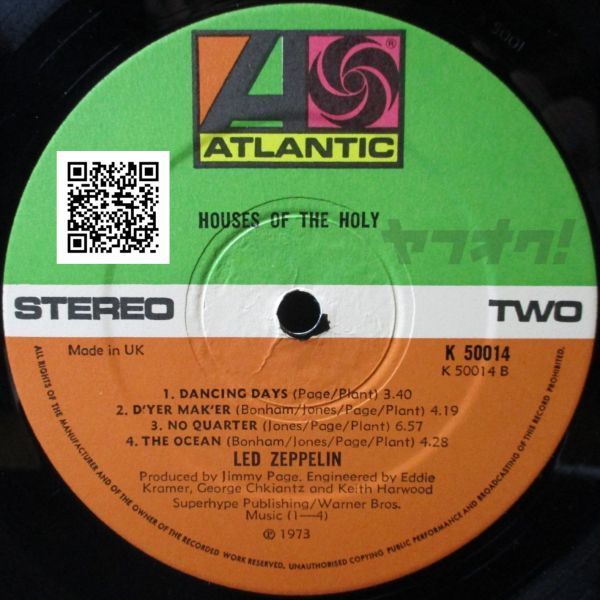 ATLANTIC
®
HOUSES OF THE HOLY
ヤフオク!
STEREO TWO
Made in UK
K 50014
K 50014 B
1. DANCING DAYS (Page/Plant) 3.40
2. D'YER MAK'ER (Bonham/Jones/Page/Plant) 4.19
3. NO QUARTER (Jones/Page/Plant) 6.57
4. THE OCEAN (Bonham/Jones/Page/Plant) 4.28
LED ZEPPELIN
Produced by Jimmy Page. Engineered by Eddie
Kramer, George Chkiantz and Keith Harwood
Superhype Publishing/Warner Bros.
Music (1—4)
℗ 1973
ALL RIGHTS OF THE MANUFACTURER AND OF THE OWNER OF THE RECORDED WORK RESERVED. UNAUTHORISED COPYING PUBLIC PERFORMANCE AND BROADCASTING OF THIS RECORD PROHIBITED.